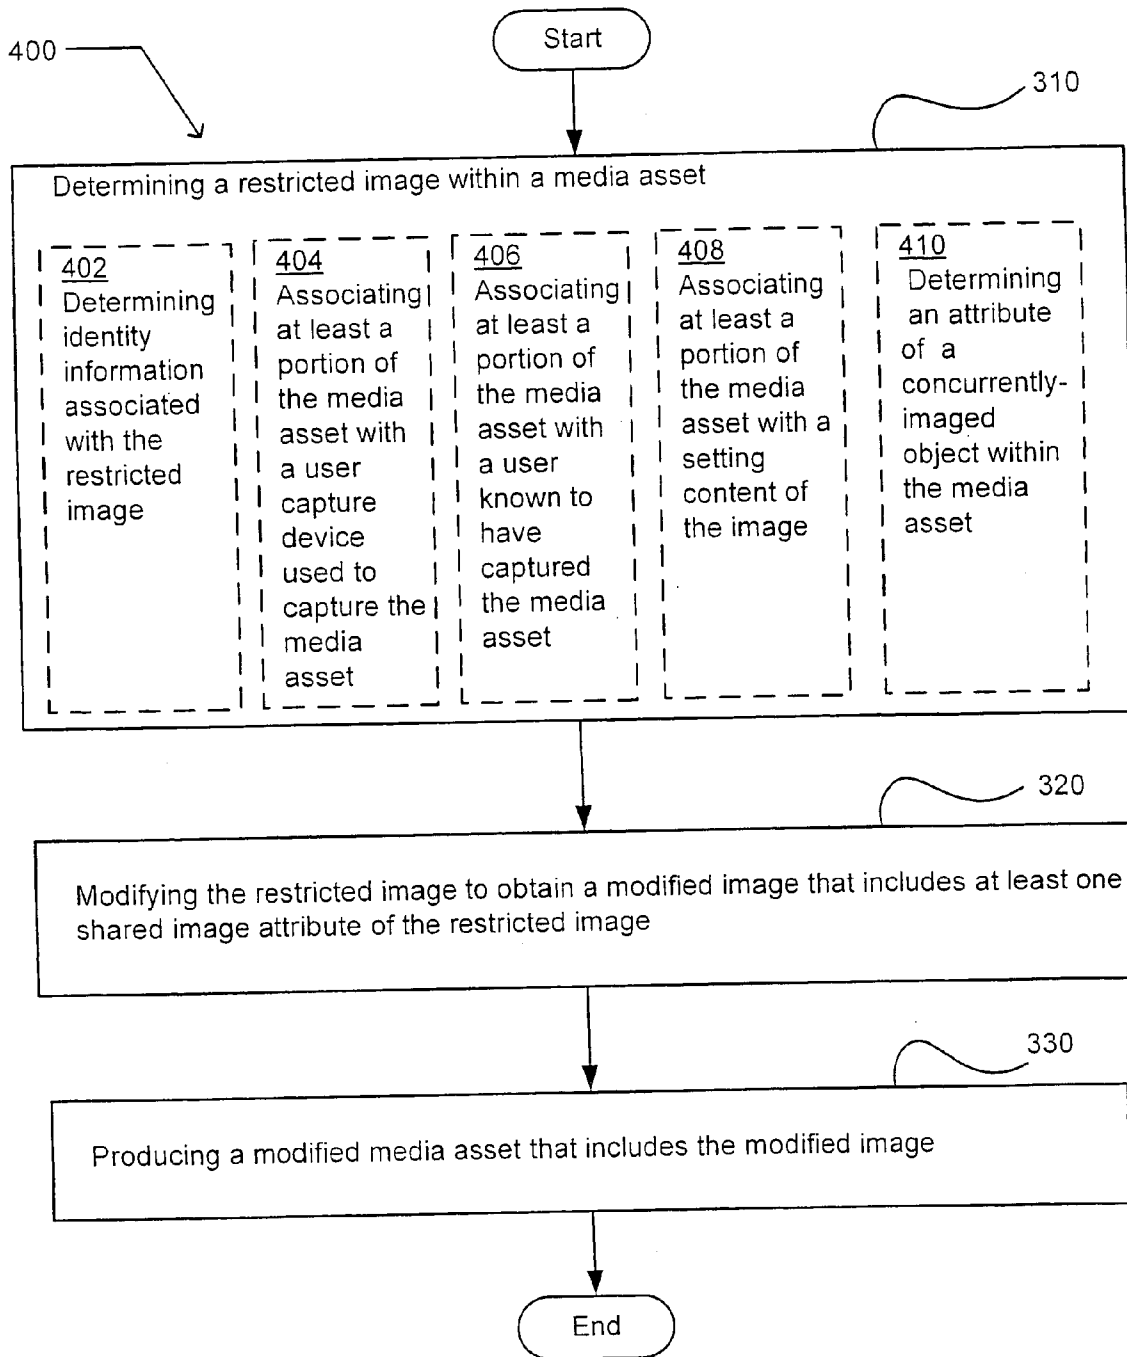 Start
400
310
Determining a restricted image within a media asset
402
Determining
identity
information
associated
with the
restricted
image
404
Associating
at least a
portion of
the media
asset with
a user
capture
device
used to
capture the
media
asset
406
Associating
at least a
portion of
the media
asset with
a user
known to
have
captured
the media
asset
408
Associating
at least a
portion of
the media
asset with a
setting
content of
the image
410
Determining
an attribute
of a
concurrently-
imaged
object within
the media
asset
320
Modifying the restricted image to obtain a modified image that includes at least one
shared image attribute of the restricted image
330
Producing a modified media asset that includes the modified image
End